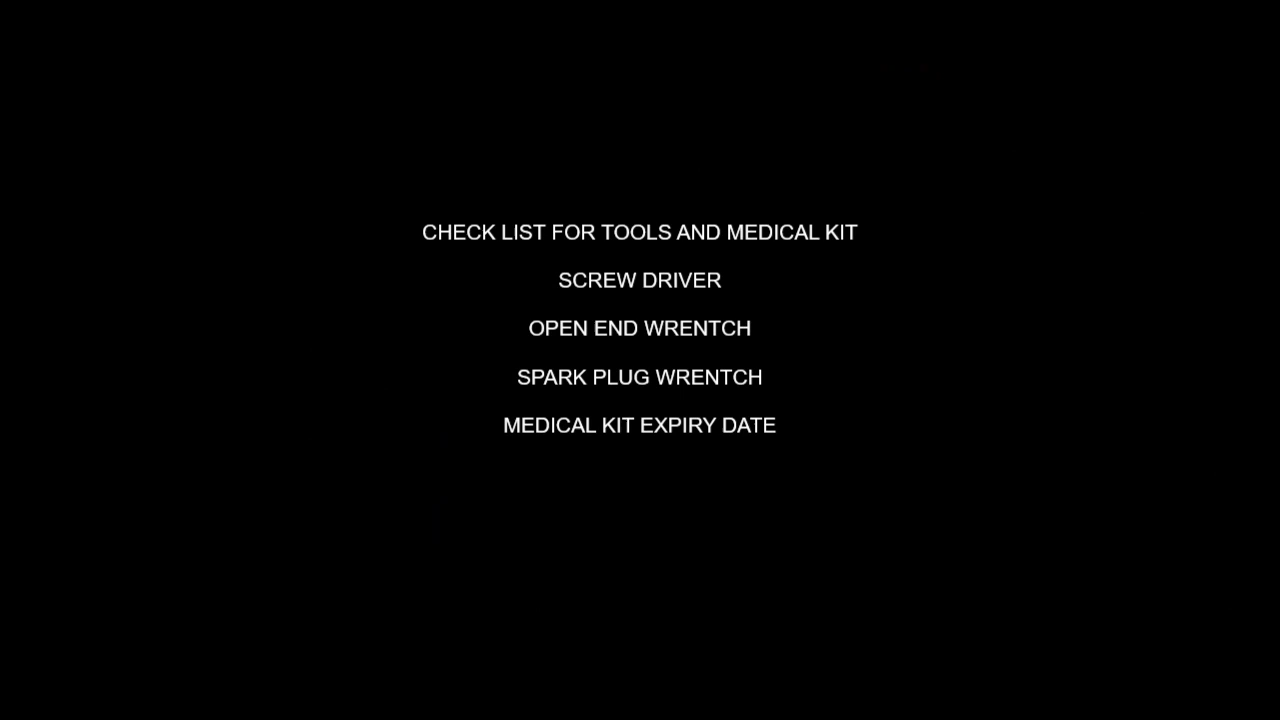 CHECK LIST FOR TOOLS AND MEDICAL KIT
SCREW DRIVER
OPEN END WRENTCH
SPARK PLUG WRENTCH
MEDICAL KIT EXPIRY DATE